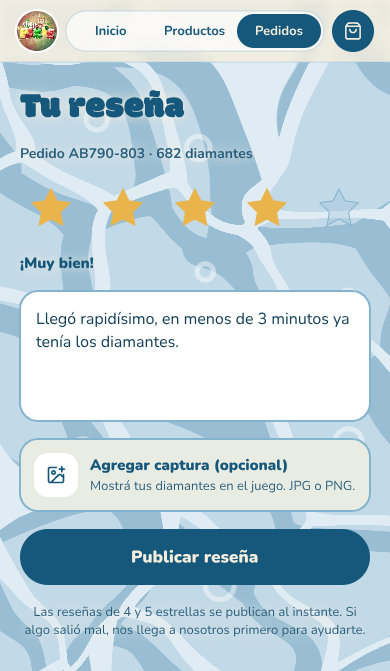 Inicio Productos Pedidos
Tu reseña
Pedido AB790-803 · 682 diamantes
¡Muy bien!
Llegó rapidísimo, en menos de 3 minutos ya
tenía los diamantes.
Agregar captura (opcional)
Mostrá tus diamantes en el juego. JPG o PNG.
Publicar reseña
Las reseñas de 4 y 5 estrellas se publican al instante. Si
algo salió mal, nos llega a nosotros primero para ayudarte.